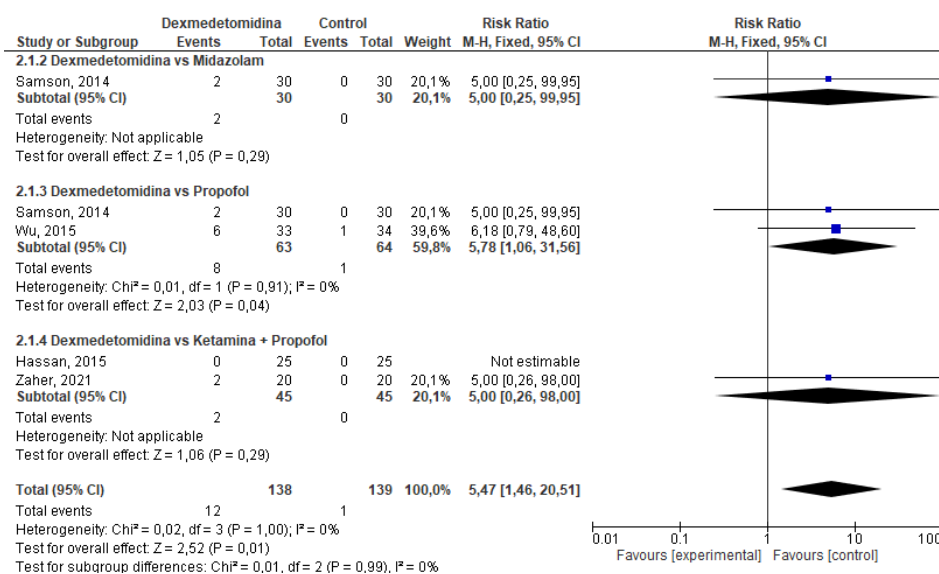 Dexmedetomidina Control Risk Ratio Risk Ratio
Study or Subgroup Events Total Events Total Weight M-H, Fixed, 95% CI M-H, Fixed, 95% CI
2.1.2 Dexmedetomidina vs Midazolam
Samson, 2014 2 30 0 30 20,1% 5,00 [0,25, 99,95]
Subtotal (95% CI) 30 30 20,1% 5,00 [0,25, 99,95]
Total events 2 0
Heterogeneity: Not applicable
Test for overall effect: Z = 1,05 (P = 0,29)
2.1.3 Dexmedetomidina vs Propofol
Samson, 2014 2 30 0 30 20,1% 5,00 [0,25, 99,95]
Wu, 2015 6 33 1 34 39,6% 6,18 [0,79, 48,60]
Subtotal (95% CI) 63 64 59,8% 5,78 [1,06, 31,56]
Total events 8 1
Heterogeneity: Chi² = 0,01, df = 1 (P = 0,91); I² = 0%
Test for overall effect: Z = 2,03 (P = 0,04)
2.1.4 Dexmedetomidina vs Ketamina + Propofol
Hassan, 2015 0 25 0 25 Not estimable
Zaher, 2021 2 20 0 20 20,1% 5,00 [0,26, 98,00]
Subtotal (95% CI) 45 45 20,1% 5,00 [0,26, 98,00]
Total events 2 0
Heterogeneity: Not applicable
Test for overall effect: Z = 1,06 (P = 0,29)
Total (95% CI) 138 139 100,0% 5,47 [1,46, 20,51]
Total events 12 1
Heterogeneity: Chi² = 0,02, df = 3 (P = 1,00); I² = 0%
Test for overall effect: Z = 2,52 (P = 0,01)
Test for subgroup differences: Chi² = 0,01, df = 2 (P = 0,99), I² = 0%
0.01 0.1 1 10 100
Favours [experimental] Favours [control]